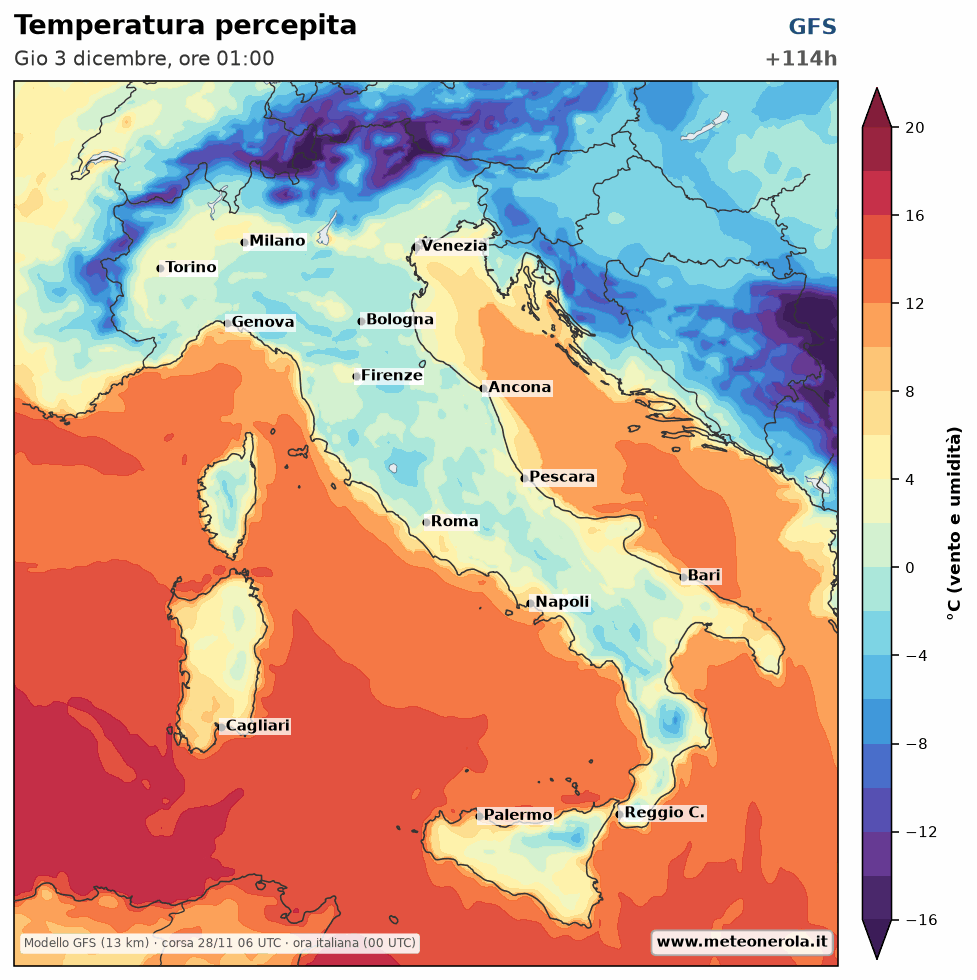 Temperatura percepita
GFS
Gio 3 dicembre, ore 01:00
+114h
20
16
12
8
4
0
−4
−8
−12
−16
°C (vento e umidità)
Milano
Venezia
Torino
Genova
Bologna
Firenze
Ancona
Pescara
Roma
Bari
Napoli
Cagliari
Palermo
Reggio C.
Modello GFS (13 km) · corsa 28/11 06 UTC · ora italiana (00 UTC)
www.meteonerola.it